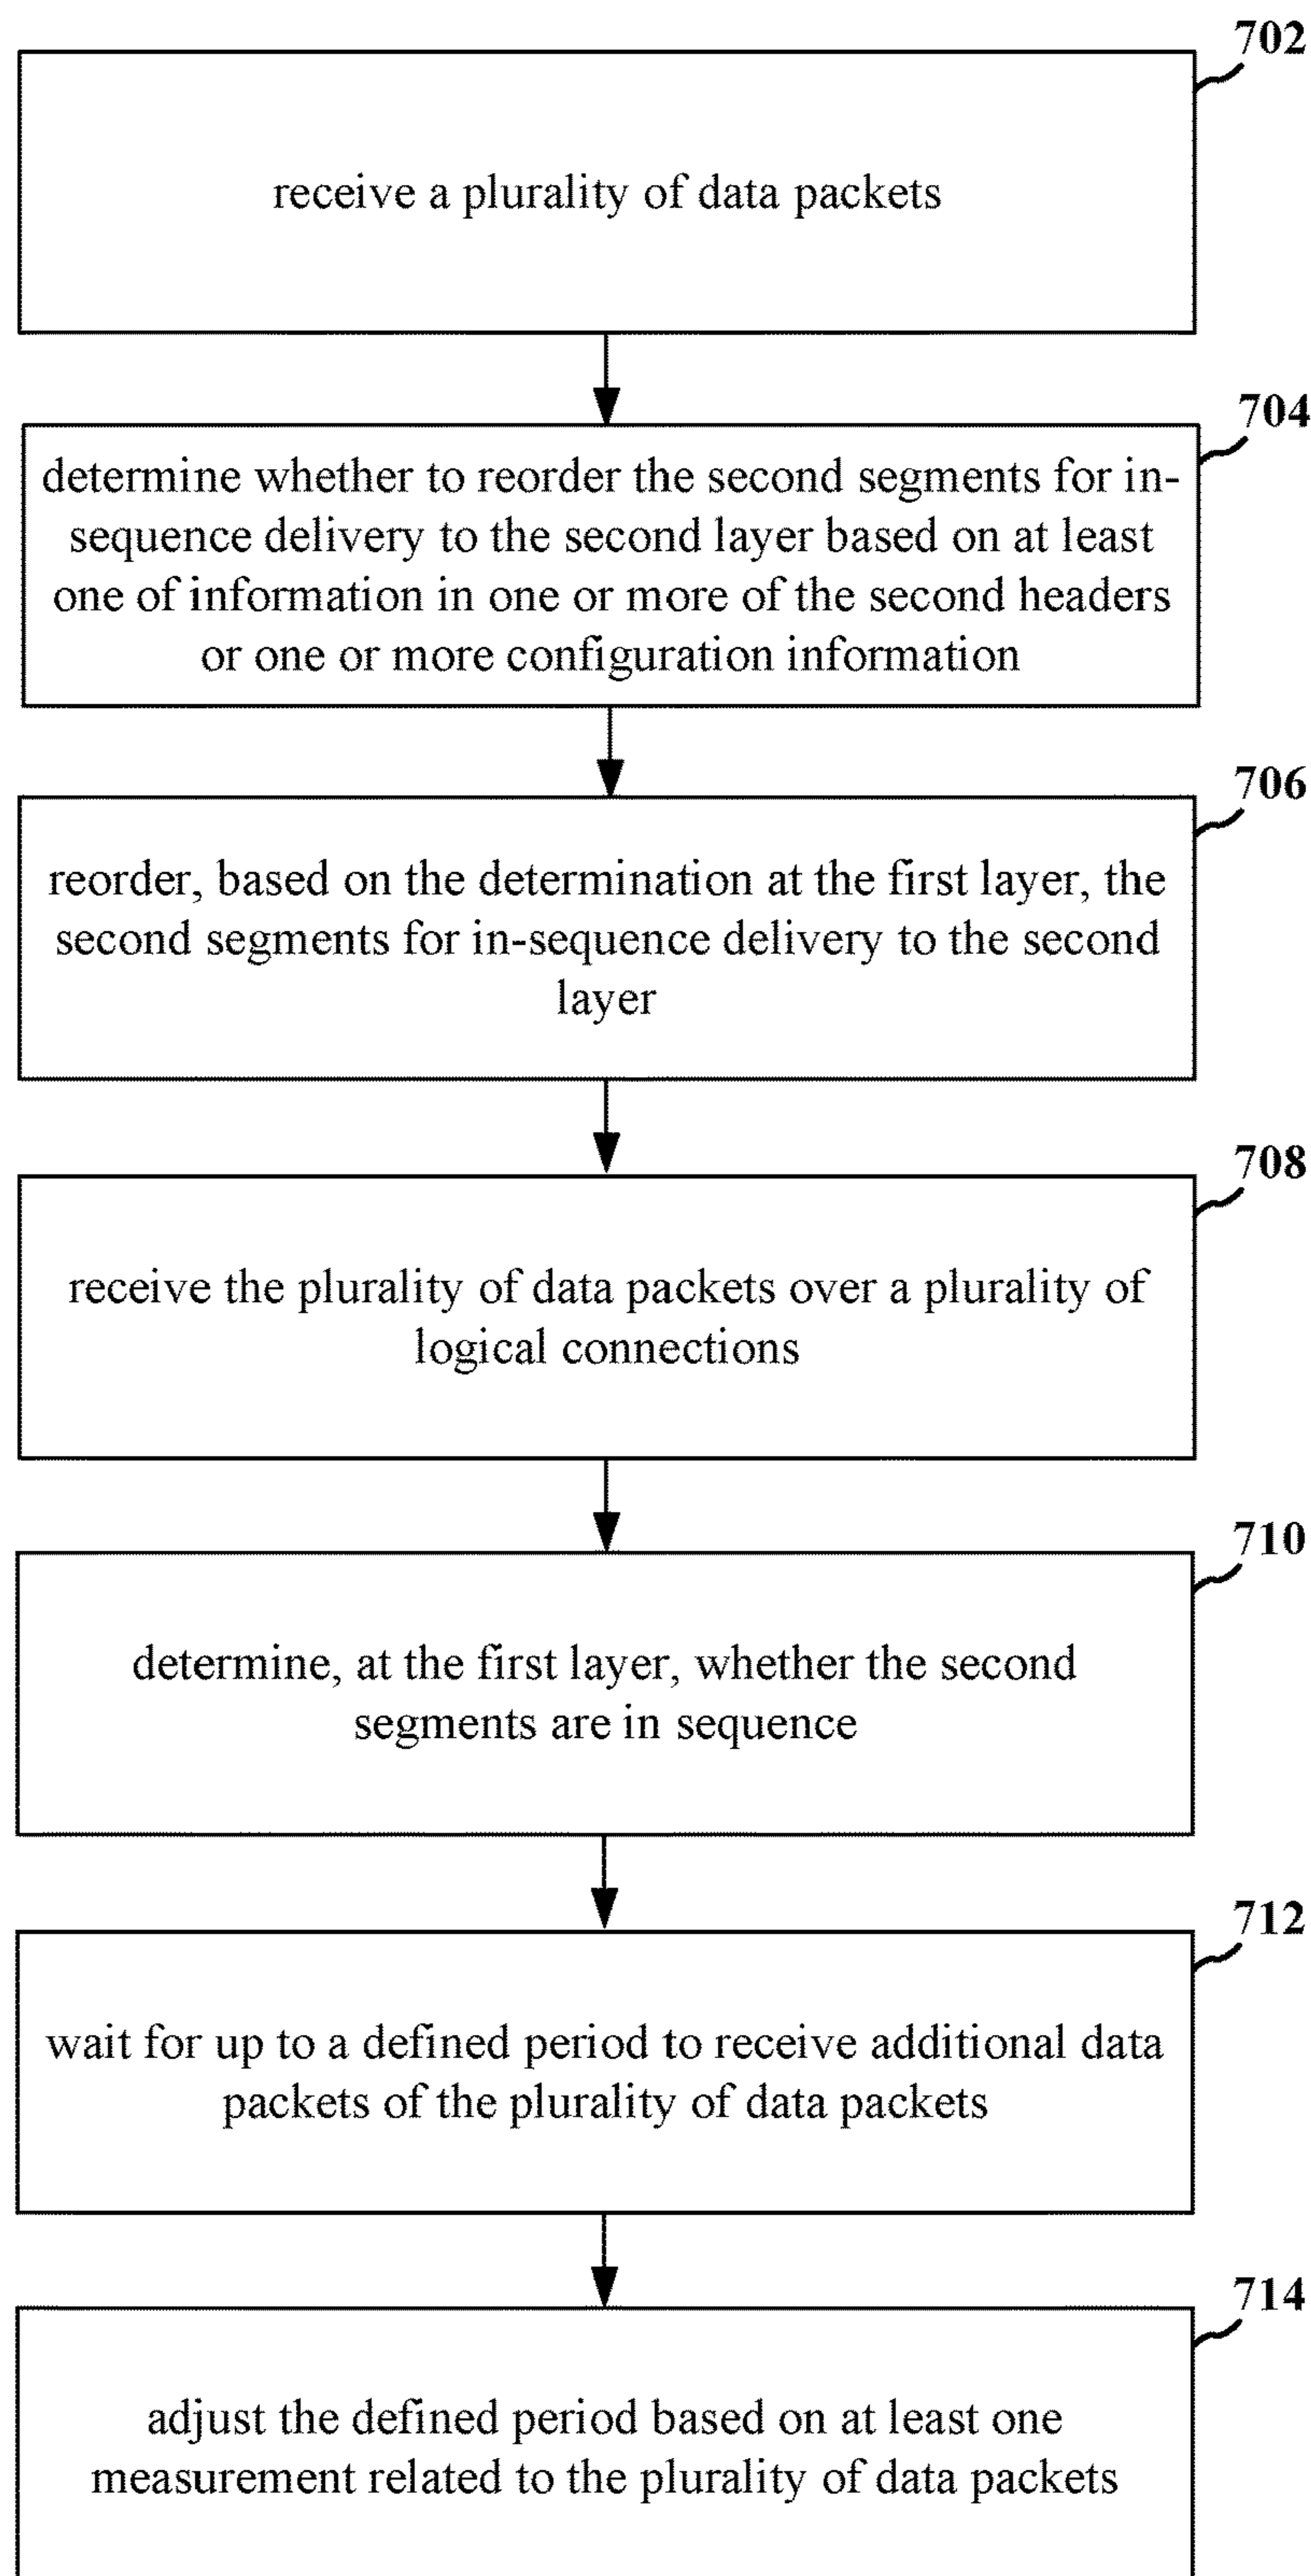 702
receive a plurality of data packets
704
determine whether to reorder the second segments for in-
sequence delivery to the second layer based on at least
one of information in one or more of the second headers
or one or more configuration information
706
reorder, based on the determination at the first layer, the
second segments for in-sequence delivery to the second
layer
708
receive the plurality of data packets over a plurality of
logical connections
710
determine, at the first layer, whether the second
segments are in sequence
712
wait for up to a defined period to receive additional data
packets of the plurality of data packets
714
adjust the defined period based on at least one
measurement related to the plurality of data packets